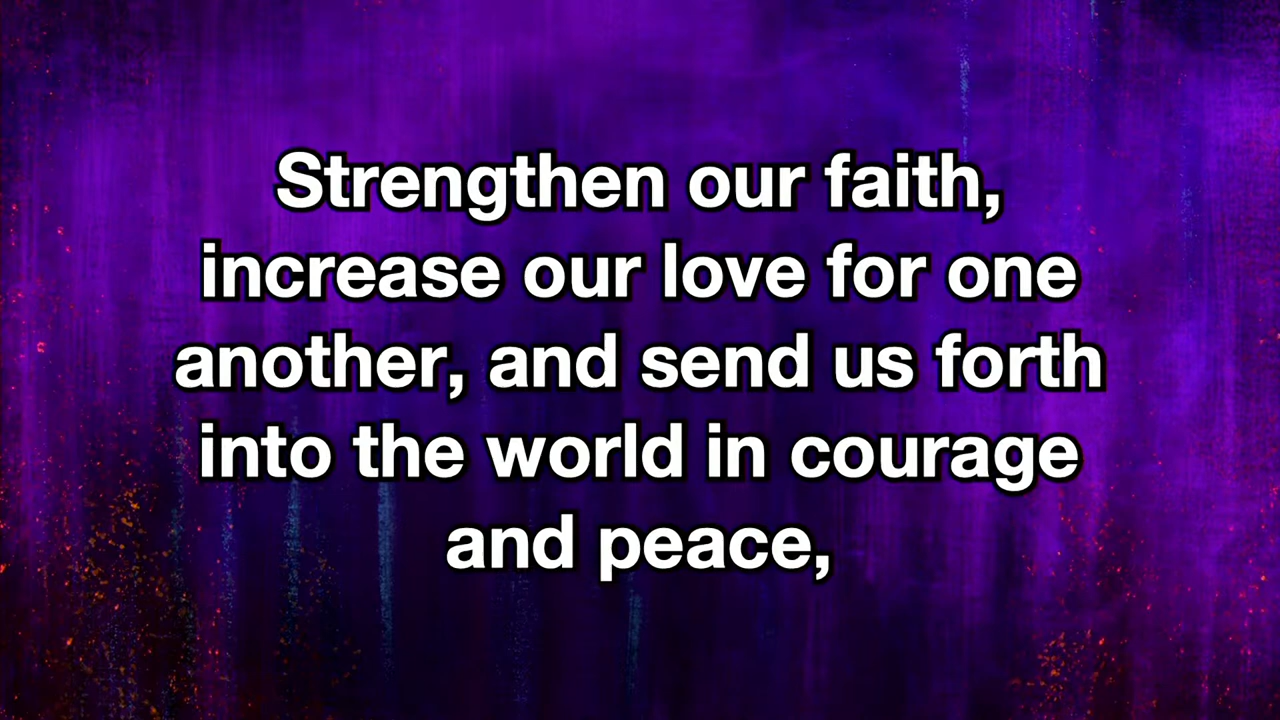 Strengthen our faith,
increase our love for one
another, and send us forth
into the world in courage
and peace,